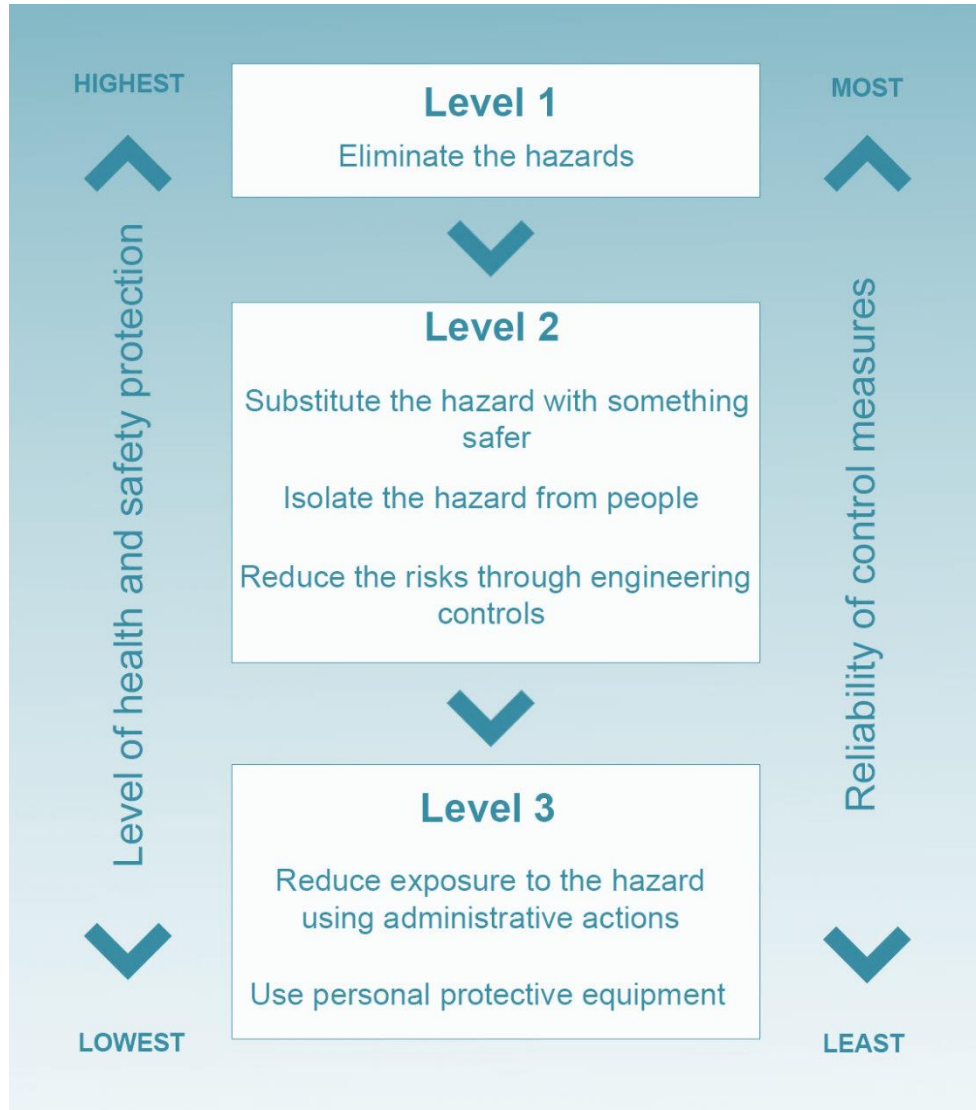 HIGHEST
MOST
Level 1
Eliminate the hazards
Level of health and safety protection
Reliability of control measures
Level 2
Substitute the hazard with something
safer
Isolate the hazard from people
Reduce the risks through engineering
controls
Level 3
Reduce exposure to the hazard
using administrative actions
Use personal protective equipment
LOWEST
LEAST